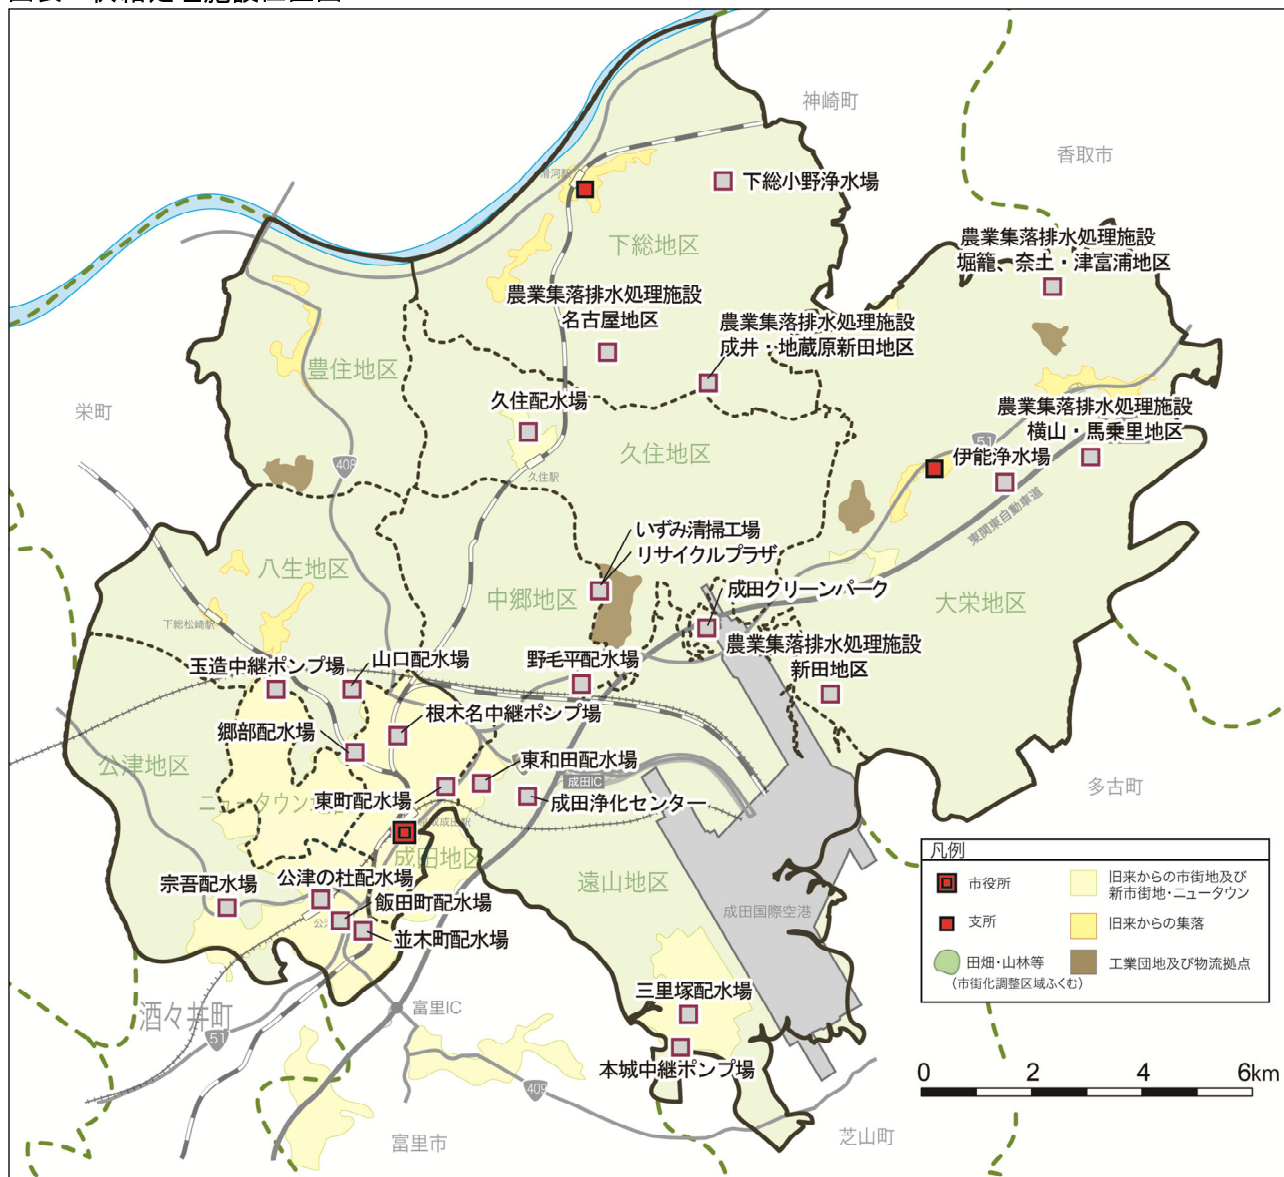 神崎町
香取市
滑河駅
下総小野浄水場
下総地区
農業集落排水処理施設
堀籠、奈土・津富浦地区
農業集落排水処理施設
名古屋地区
農業集落排水処理施設
成井・地蔵原新田地区
豊住地区
栄町
久住配水場
農業集落排水処理施設
横山・馬乗里地区
久住地区
51
伊能浄水場
408
久住駅
東関東自動車道
いずみ清掃工場
リサイクルプラザ
八生地区
中郷地区
成田クリーンパーク
大栄地区
下総松崎駅
玉造中継ポンプ場
山口配水場
野毛平配水場
農業集落排水処理施設
新田地区
根木名中継ポンプ場
郷部配水場
公津地区
東和田配水場
成田IC
多古町
ニュータウン地区
東町配水場
成田浄化センター
成田地区
遠山地区
宗吾配水場
公津の杜配水場
飯田町配水場
並木町配水場
成田国際空港
三里塚配水場
酒々井町
富里IC
51
本城中継ポンプ場
409
富里市
芝山町
凡例
市役所
旧来からの市街地及び
新市街地・ニュータウン
支所
旧来からの集落
田畑・山林等
(市街化調整区域ふくむ)
工業団地及び物流拠点
0 2 4 6km